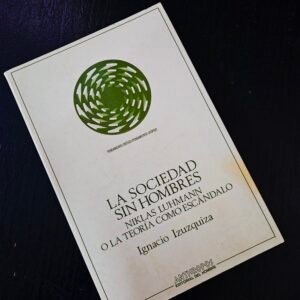 LA SOCIEDAD
SIN HOMBRES
NIKLAS LUHMANN
O LA TEORÍA COMO ESCÁNDALO
Ignacio Izuzquiza
ANTHROPOS
EDITORIAL DEL HOMBRE